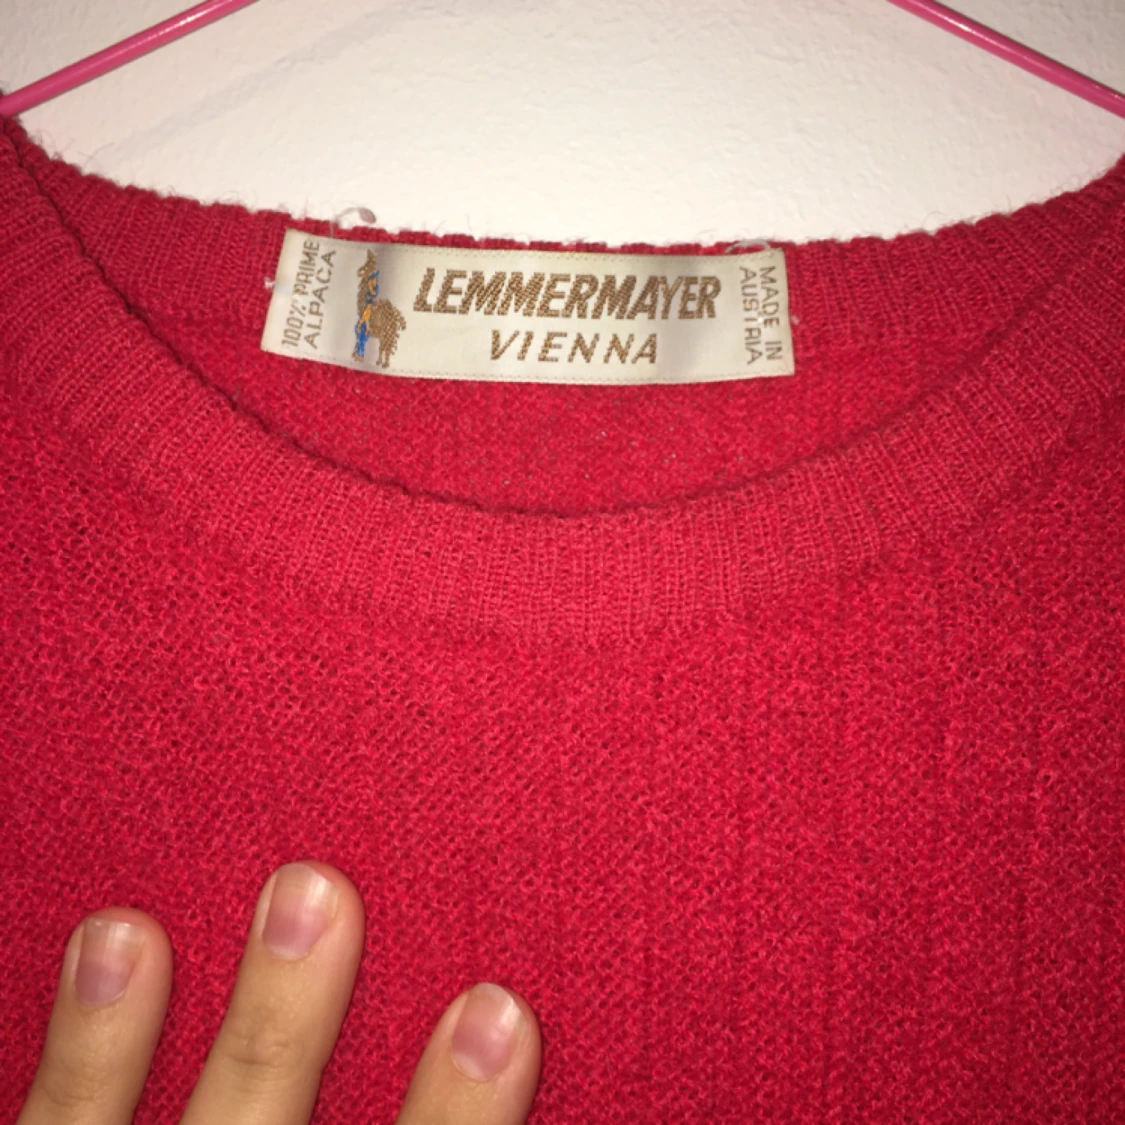 100% PRIME
ALPACA
LEMMERMAYER
VIENNA
MADE IN
AUSTRIA